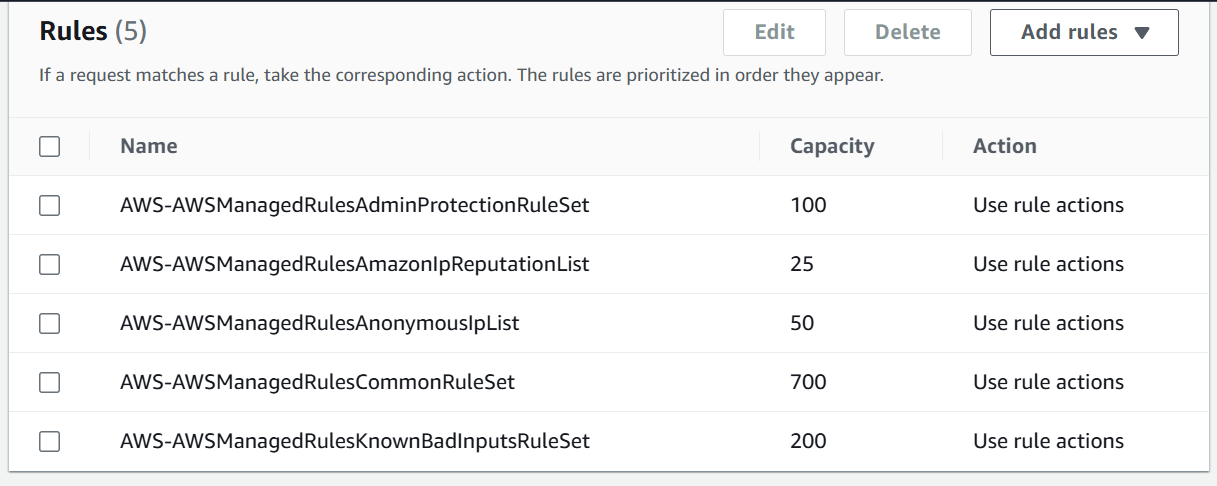 Rules (5)
Edit
Delete
Add rules
If a request matches a rule, take the corresponding action. The rules are prioritized in order they appear.
Name Capacity Action
AWS-AWSManagedRulesAdminProtectionRuleSet 100 Use rule actions
AWS-AWSManagedRulesAmazonIpReputationList 25 Use rule actions
AWS-AWSManagedRulesAnonymousIpList 50 Use rule actions
AWS-AWSManagedRulesCommonRuleSet 700 Use rule actions
AWS-AWSManagedRulesKnownBadInputsRuleSet 200 Use rule actions